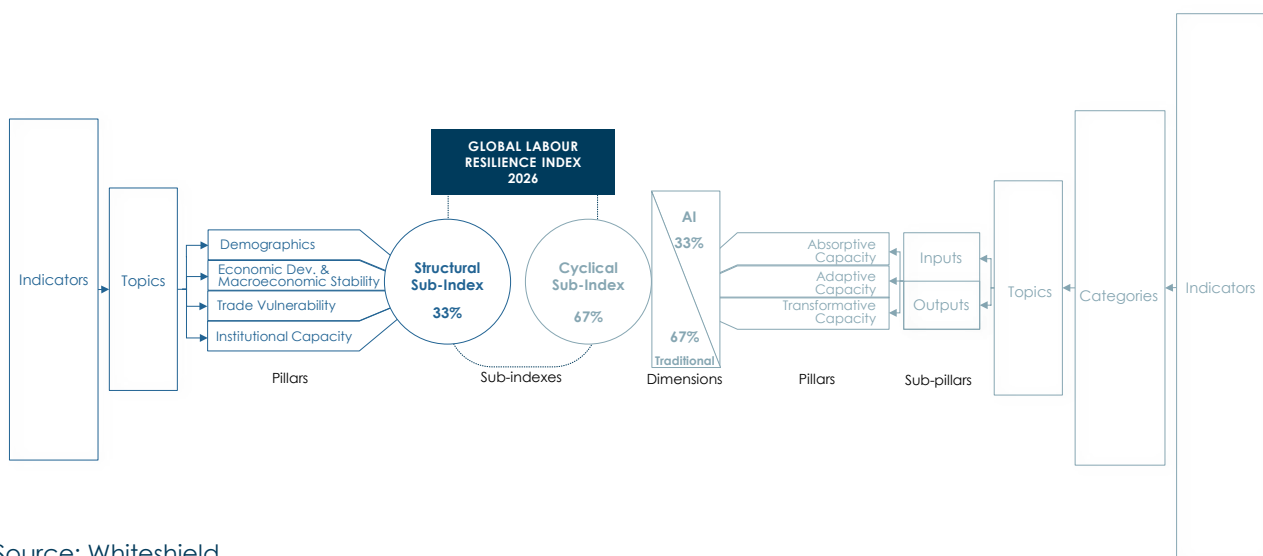 GLOBAL LABOUR
RESILIENCE INDEX
2026
Indicators
Topics
Demographics
Economic Dev. &
Macroeconomic Stability
Trade Vulnerability
Institutional Capacity
Pillars
Structural
Sub-Index
33%
Cyclical
Sub-Index
67%
Sub-indexes
AI
33%
67%
Traditional
Dimensions
Absorptive
Capacity
Adaptive
Capacity
Transformative
Capacity
Pillars
Inputs
Outputs
Sub-pillars
Topics
Categories
Indicators
Source: Whiteshield